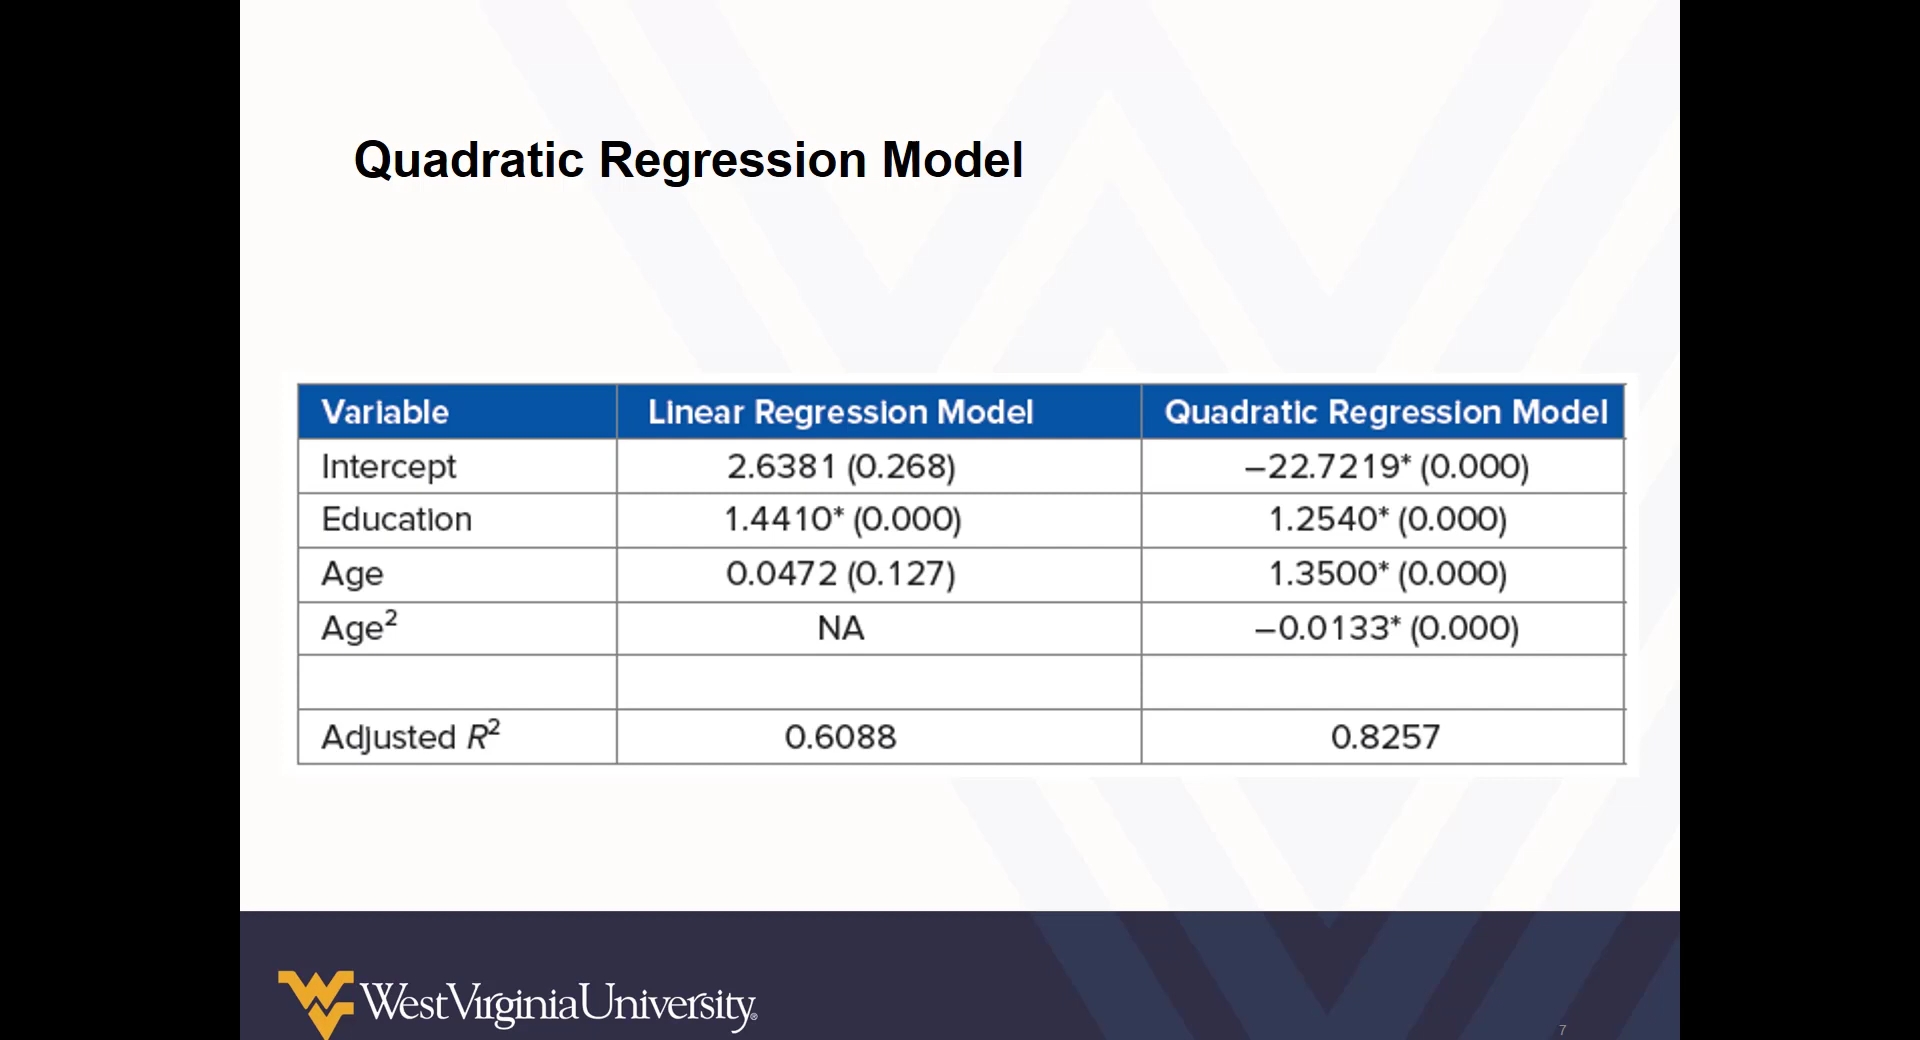 Quadratic Regression Model
Variable Linear Regression Model Quadratic Regression Model
Intercept 2.6381 (0.268) −22.7219* (0.000)
Education 1.4410* (0.000) 1.2540* (0.000)
Age 0.0472 (0.127) 1.3500* (0.000)
Age² NA −0.0133* (0.000)
Adjusted R² 0.6088 0.8257
WestVirginiaUniversity®
7